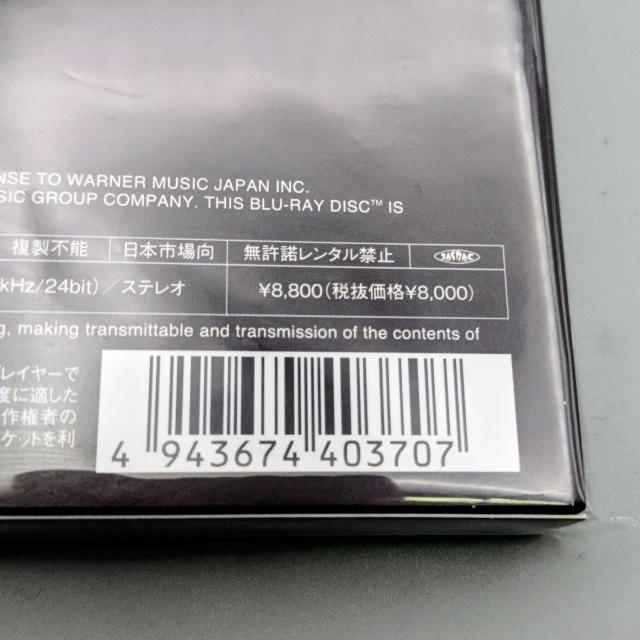 NSE TO WARNER MUSIC JAPAN INC.
SIC GROUP COMPANY. THIS BLU-RAY DISC™ IS
複製不能 日本市場向 無許諾レンタル禁止 JASRAC
kHz/24bit)／ステレオ ¥8,800(税抜価格¥8,000)
g, making transmittable and transmission of the contents of
プレイヤーで
度に適した
作権者の
ケットを利
4 943674 403707